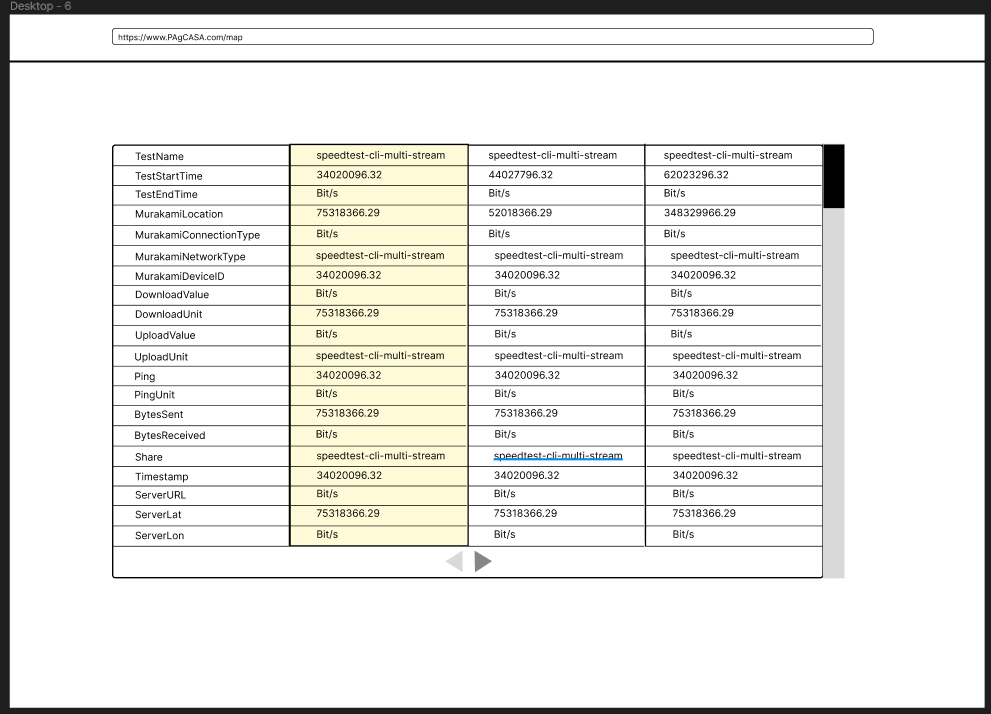 Desktop - 6
https://www.PAgCASA.com/map
TestName speedtest-cli-multi-stream speedtest-cli-multi-stream speedtest-cli-multi-stream
TestStartTime 34020096.32 44027796.32 62023296.32
TestEndTime Bit/s Bit/s Bit/s
MurakamiLocation 75318366.29 52018366.29 348329966.29
MurakamiConnectionType Bit/s Bit/s Bit/s
MurakamiNetworkType speedtest-cli-multi-stream speedtest-cli-multi-stream speedtest-cli-multi-stream
MurakamiDeviceID 34020096.32 34020096.32 34020096.32
DownloadValue Bit/s Bit/s Bit/s
DownloadUnit 75318366.29 75318366.29 75318366.29
UploadValue Bit/s Bit/s Bit/s
UploadUnit speedtest-cli-multi-stream speedtest-cli-multi-stream speedtest-cli-multi-stream
Ping 34020096.32 34020096.32 34020096.32
PingUnit Bit/s Bit/s Bit/s
BytesSent 75318366.29 75318366.29 75318366.29
BytesReceived Bit/s Bit/s Bit/s
Share speedtest-cli-multi-stream speedtest-cli-multi-stream speedtest-cli-multi-stream
Timestamp 34020096.32 34020096.32 34020096.32
ServerURL Bit/s Bit/s Bit/s
ServerLat 75318366.29 75318366.29 75318366.29
ServerLon Bit/s Bit/s Bit/s